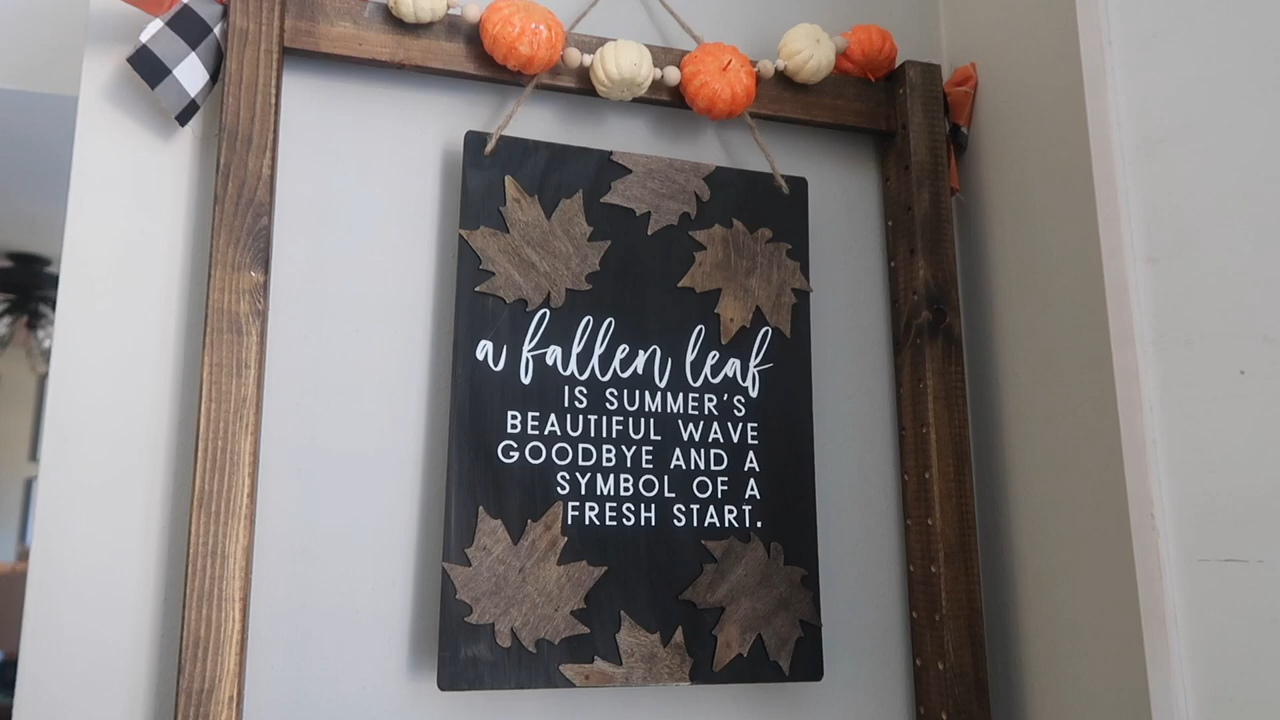 a fallen leaf
IS SUMMER'S
BEAUTIFUL WAVE
GOODBYE AND A
SYMBOL OF A
FRESH START.